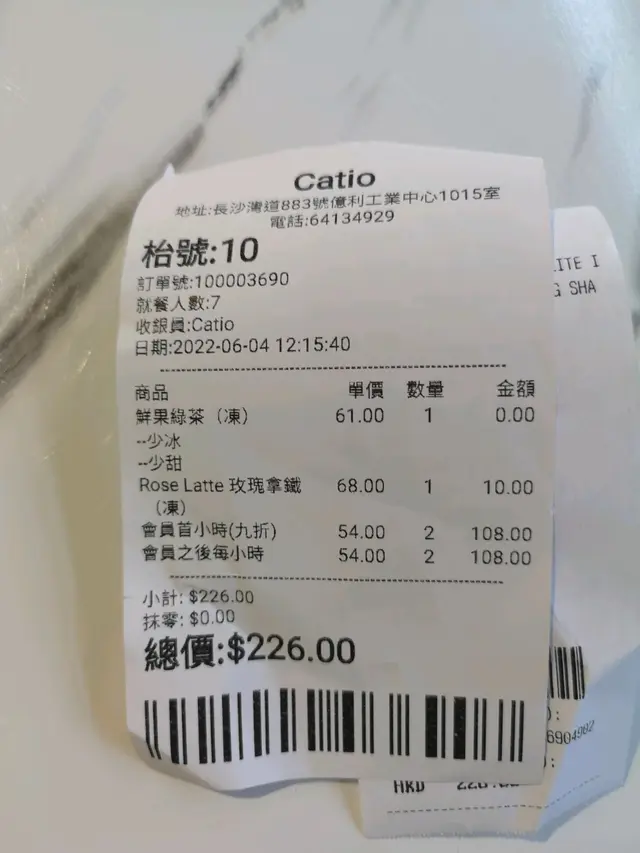 Catio
地址:長沙灣道883號億利工業中心1015室
電話:64134929
枱號:10
訂單號:100003690
就餐人數:7
收銀員:Catio
日期:2022-06-04 12:15:40
商品 單價 數量 金額
鮮果綠茶（凍） 61.00 1 0.00
--少冰
--少甜
Rose Latte 玫瑰拿鐵 68.00 1 10.00
（凍）
會員首小時(九折) 54.00 2 108.00
會員之後每小時 54.00 2 108.00
小計: $226.00
抹零: $0.00
總價:$226.00
ITE I
SHA
HKD